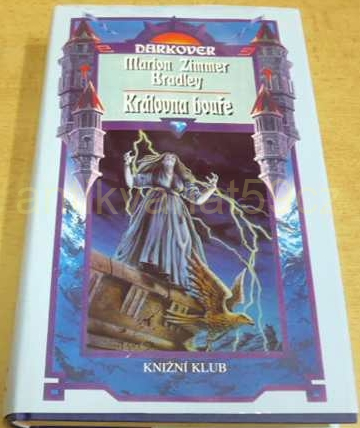 DARKOVER
Marion Zimmer
Bradley
Královna bouře
KNIŽNÍ KLUB